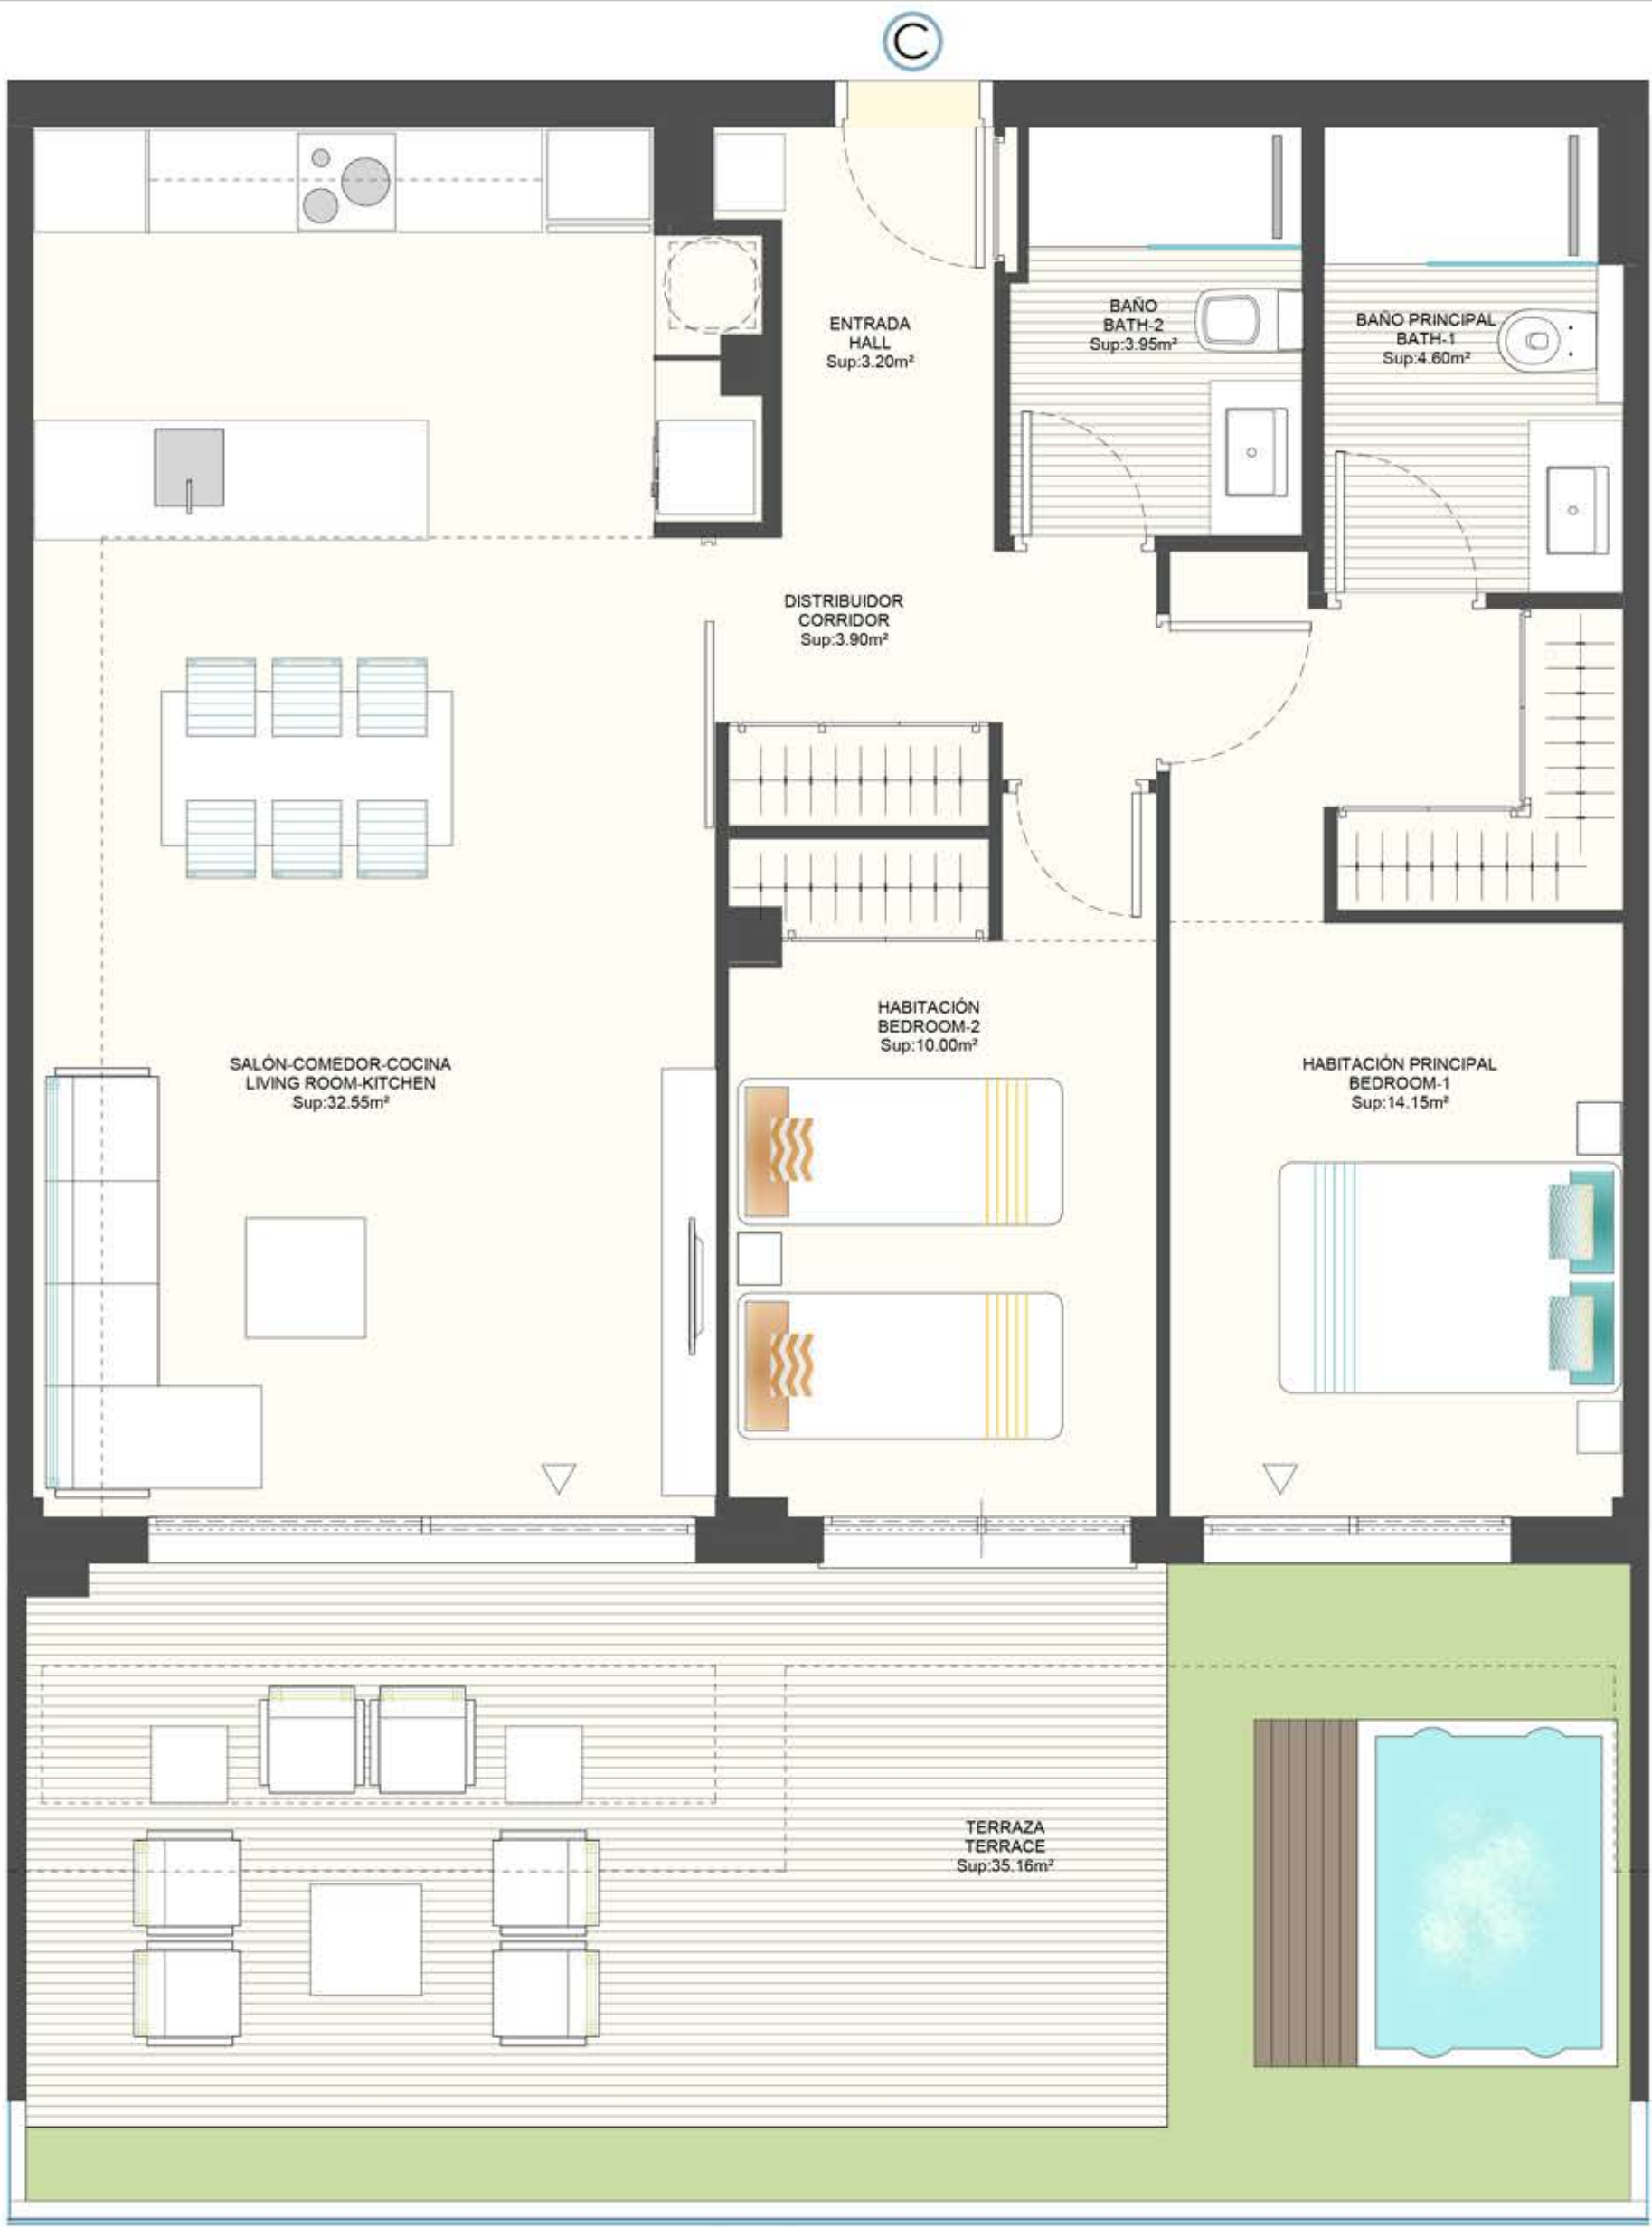 C
ENTRADA
HALL
Sup:3.20m²
BAÑO
BATH-2
Sup:3.95m²
BAÑO PRINCIPAL
BATH-1
Sup:4.60m²
DISTRIBUIDOR
CORRIDOR
Sup:3.90m²
SALÓN-COMEDOR-COCINA
LIVING ROOM-KITCHEN
Sup:32.55m²
HABITACIÓN
BEDROOM-2
Sup:10.00m²
HABITACIÓN PRINCIPAL
BEDROOM-1
Sup:14.15m²
TERRAZA
TERRACE
Sup:35.16m²